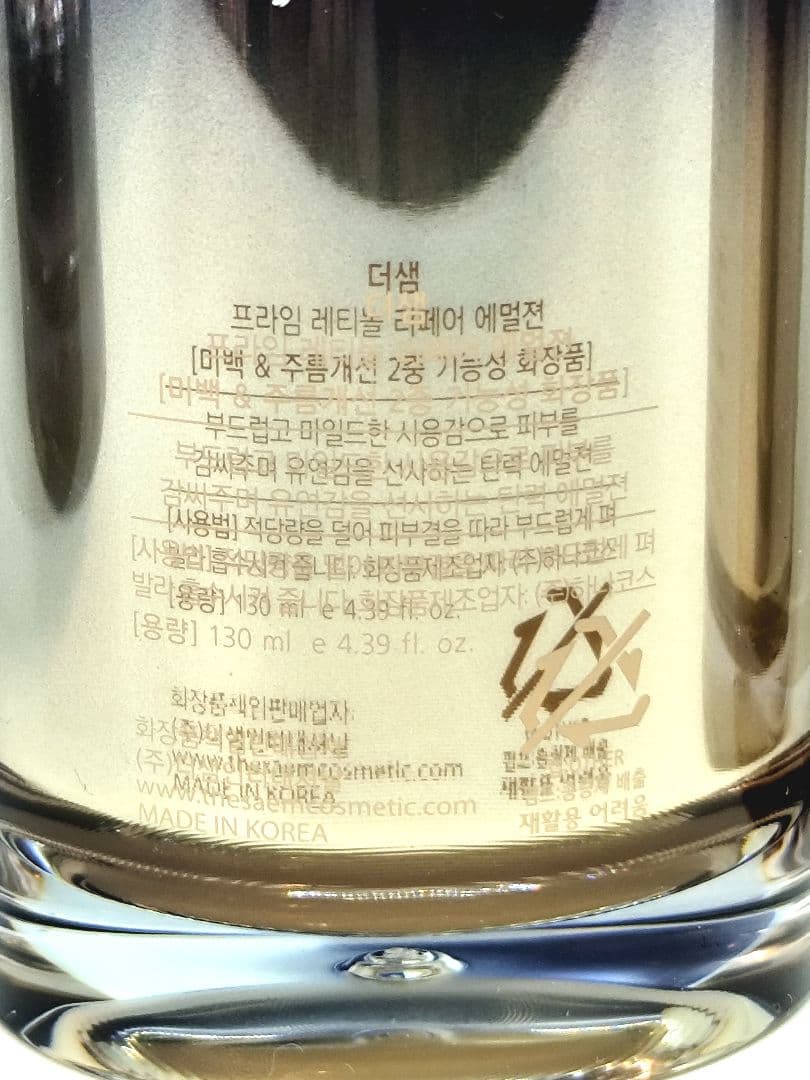 더샘
프라임 레티놀 리페어 에멀젼
[미백 & 주름개선 2중 기능성 화장품]
부드럽고 마일드한 사용감으로 피부를
감싸주며 유연감을 선사하는 탄력 에멀젼
[사용법] 적당량을 덜어 피부결을 따라 부드럽게 펴
발라 흡수시켜 줍니다. 화장품제조업자: (주)하나코스
[용량] 130 ml e 4.39 fl. oz.
화장품책임판매업자:
(주)더샘인터내셔날
www.thesaemcosmetic.com
MADE IN KOREA
재활용 어려움